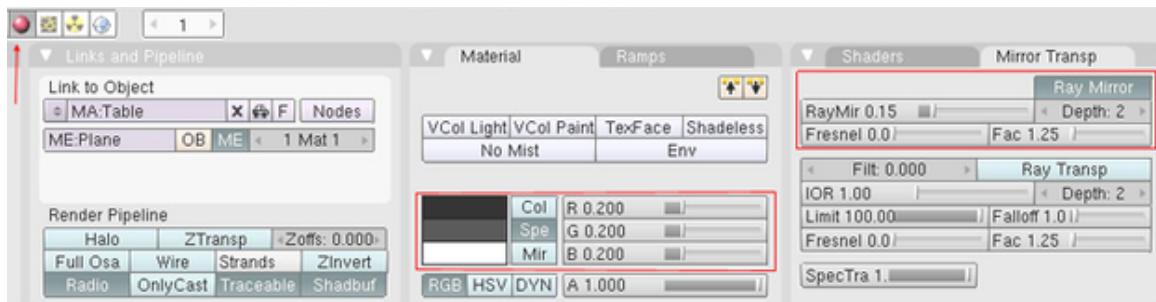 1
Links and Pipeline
Link to Object
MA:Table X F Nodes
ME:Plane OB ME 1 Mat 1
Render Pipeline
Halo ZTransp Zoffs: 0.000
Full Osa Wire Strands ZInvert
Radio OnlyCast Traceable Shadbuf
Material Ramps
VCol Light VCol Paint TexFace Shadeless
No Mist Env
Col R 0.200
Spe G 0.200
Mir B 0.200
RGB HSV DYN A 1.000
Shaders Mirror Transp
Ray Mirror
RayMir 0.15 Depth: 2
Fresnel 0.0 Fac 1.25
Filt: 0.000 Ray Transp
IOR 1.00 Depth: 2
Limit 100.00 Falloff 1.0
Fresnel 0.0 Fac 1.25
SpecTra 1.